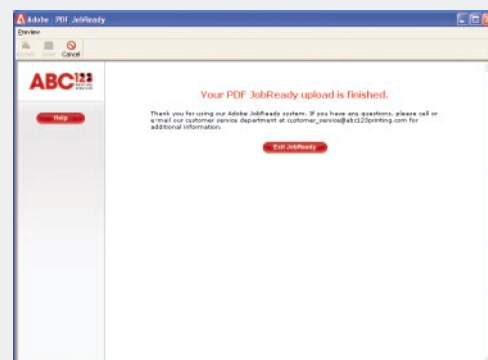 Adobe PDF JobReady
Preview
Cancel
ABC123
Help
Your PDF JobReady upload is finished.
Thank you for using our Adobe JobReady system. If you have any questions, please call or
e-mail our customer service department at customer_service@abc123printing.com for
additional information.
Exit JobReady